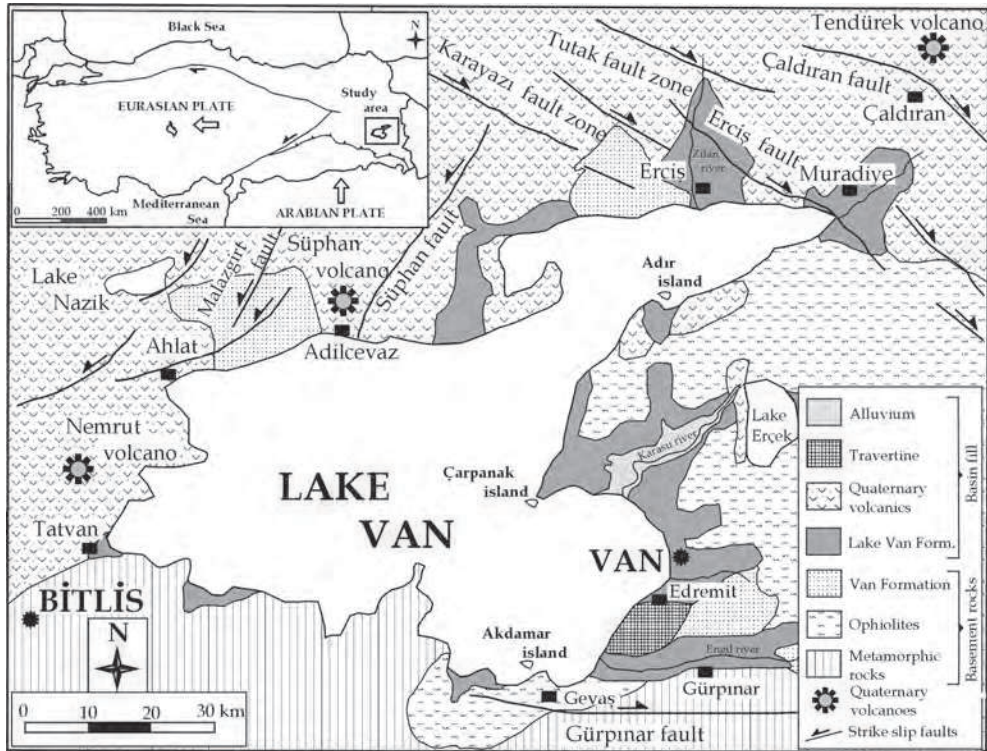 Black Sea
N
EURASIAN PLATE
Study
area
0 200 400 km
Mediterranean
Sea
ARABIAN PLATE
Tendürek volcano
Karayazı fault zone
Tutak fault zone
Çaldıran fault
Çaldıran
Erciş fault
Zilan
river
Erciş
Muradiye
Lake
Nazik
Malazgirt
fault
Süphan
volcano
Süphan fault
Adır
island
Ahlat
Adilcevaz
Nemrut
volcano
Lake
Erçek
Karasu river
LAKE
VAN
Çarpanak
island
Tatvan
VAN
BİTLİS
Edremit
N
Akdamar
island
Engil river
Gevaş
Gürpınar
0 10 20 30 km
Gürpınar fault
Alluvium
Travertine
Quaternary
volcanics
Lake Van Form.
Basin fill
Van Formation
Ophiolites
Metamorphic
rocks
Basement rocks
Quaternary
volcanoes
Strike slip faults